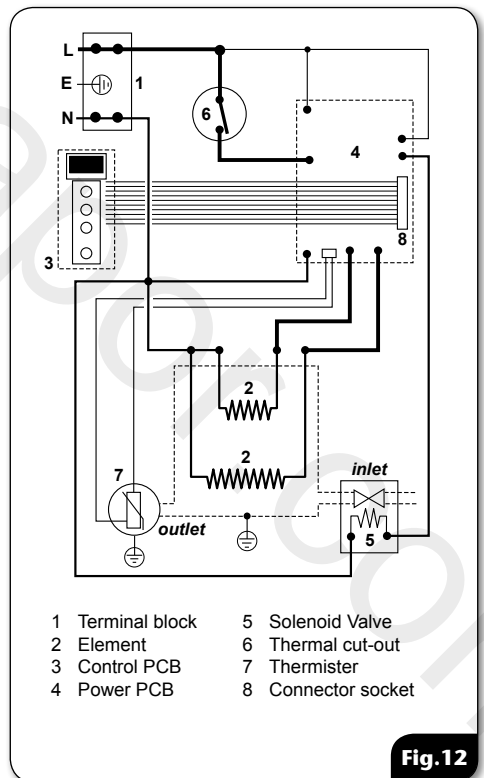 L
E
1
N
6
4
3
8
2
2
7
inlet
outlet
5
1 Terminal block
2 Element
3 Control PCB
4 Power PCB
5 Solenoid Valve
6 Thermal cut-out
7 Thermister
8 Connector socket
Fig.12